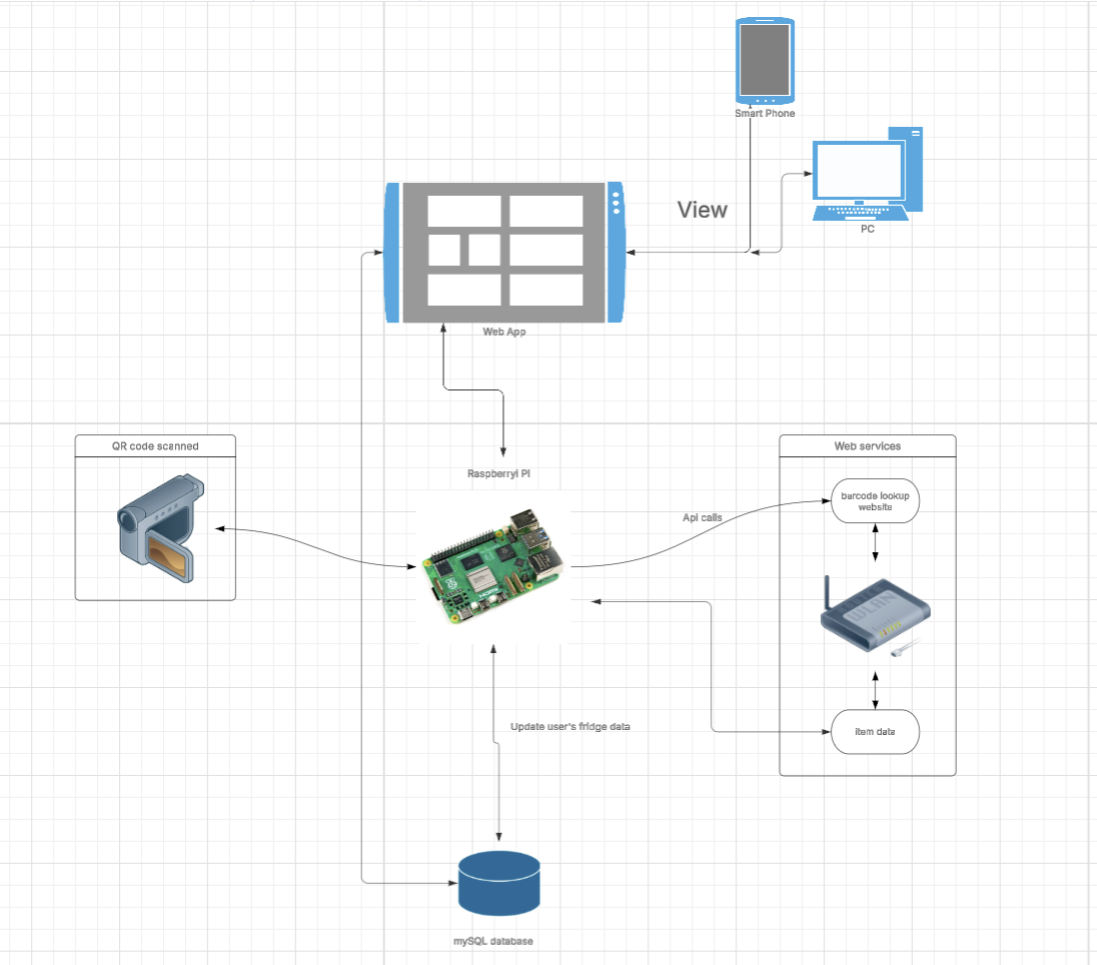 Smart Phone
View
PC
Web App
QR code scanned
RaspberryI PI
Web services
barcode lookup
website
Api calls
WLAN
Update user's fridge data
item data
mySQL database